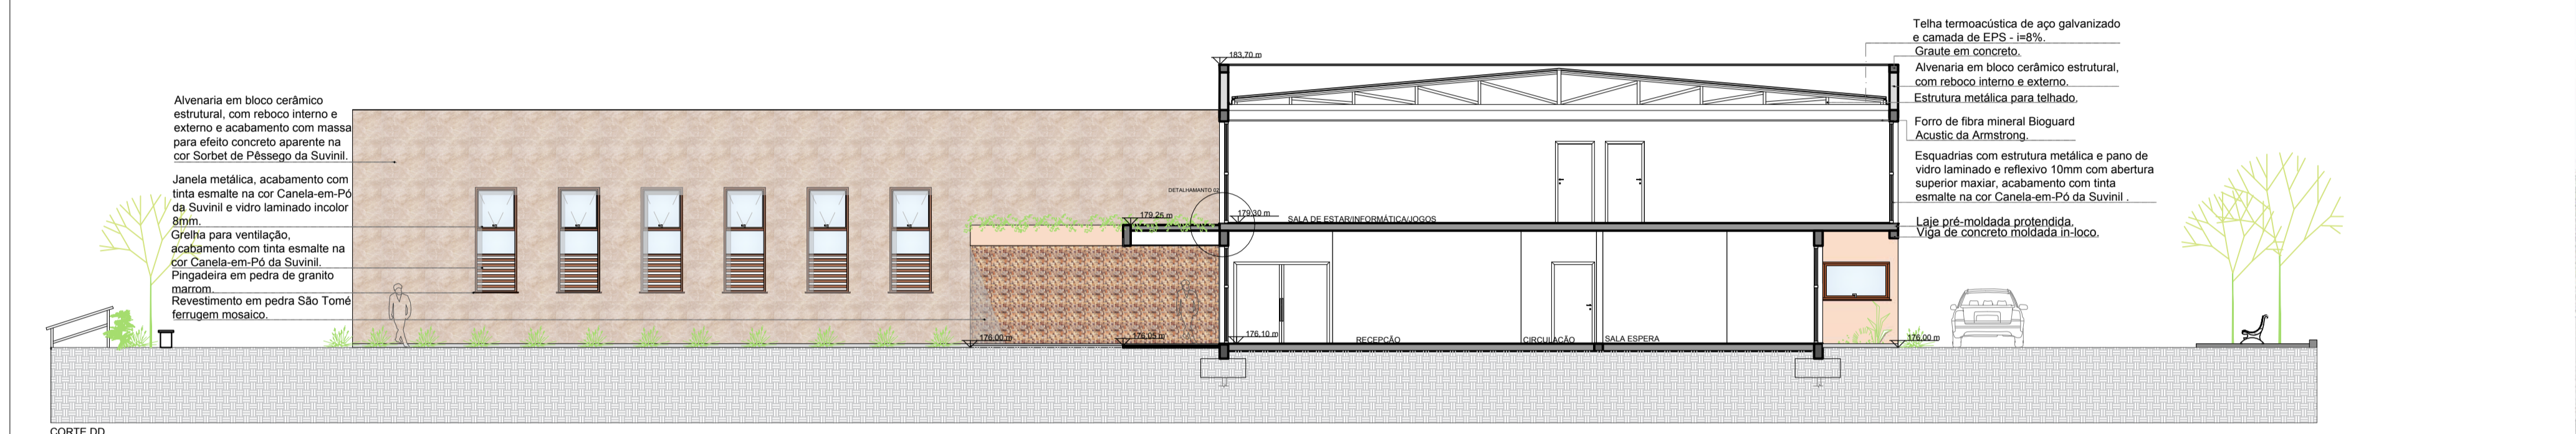 Alvenaria em bloco cerâmico
estrutural, com reboco interno e
externo e acabamento com massa
para efeito concreto aparente na
cor Sorbet de Pêssego da Suvinil.
Janela metálica, acabamento com
tinta esmalte na cor Canela-em-Pó
da Suvinil e vidro laminado incolor
8mm.
Grelha para ventilação,
acabamento com tinta esmalte na
cor Canela-em-Pó da Suvinil.
Pingadeira em pedra de granito
marrom.
Revestimento em pedra São Tomé
ferrugem mosaico.
183,70 m
DETALHAMANTO 02
179,25 m
179,30 m
SALA DE ESTAR/INFORMÁTICA/JOGOS
176,00 m
176,05 m
176,10 m
RECEPÇÃO
CIRCULAÇÃO
SALA ESPERA
176,00 m
Telha termoacústica de aço galvanizado
e camada de EPS - i=8%.
Graute em concreto.
Alvenaria em bloco cerâmico estrutural,
com reboco interno e externo.
Estrutura metálica para telhado.
Forro de fibra mineral Bioguard
Acustic da Armstrong.
Esquadrias com estrutura metálica e pano de
vidro laminado e reflexivo 10mm com abertura
superior maxiar, acabamento com tinta
esmalte na cor Canela-em-Pó da Suvinil .
Laje pré-moldada protendida.
Viga de concreto moldada in-loco.
CORTE DD